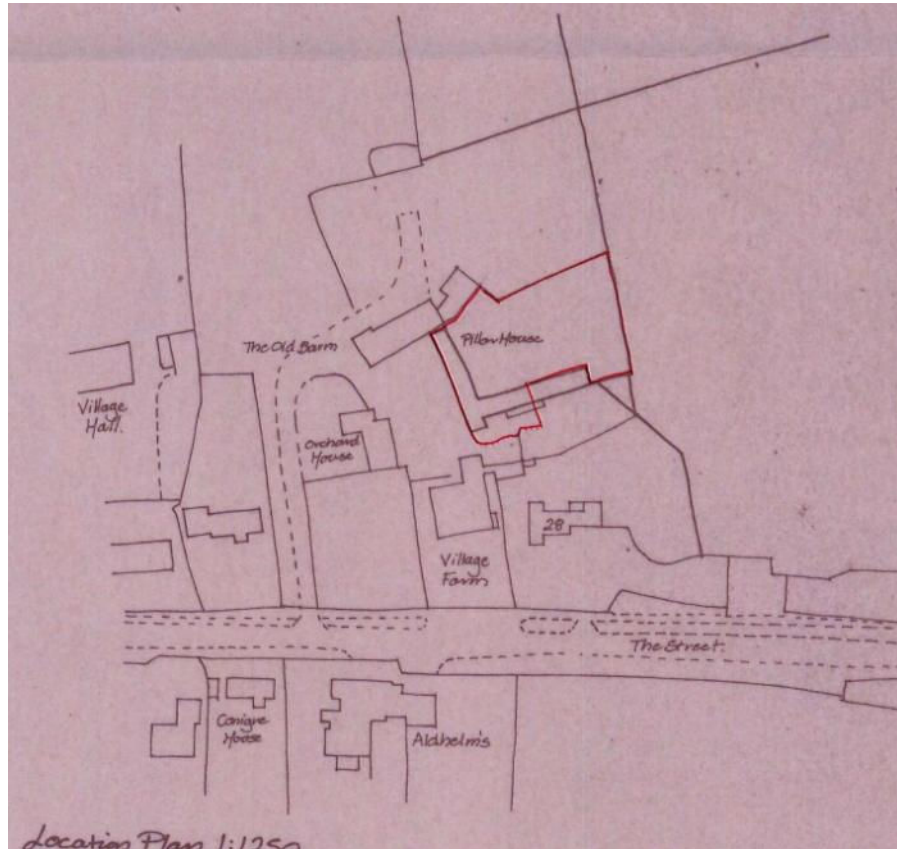 The Old Barn
Pillar House
Village
Hall.
Orchard
House
28
Village
Farm
The Street.
Conigre
House
Aldhelm's
Location Plan 1:1250